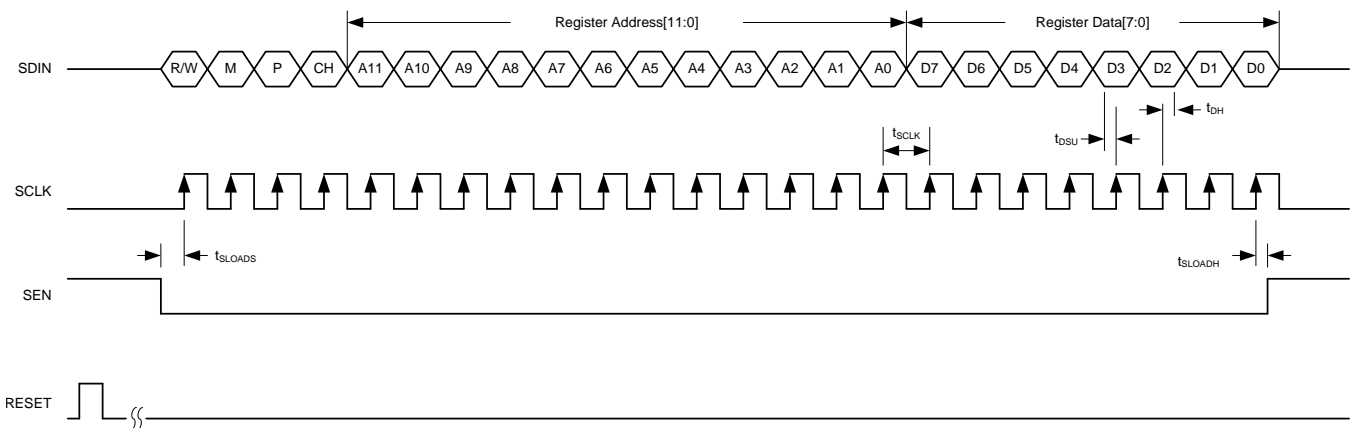 Register Address[11:0] Register Data[7:0]
SDIN R/W M P CH A11 A10 A9 A8 A7 A6 A5 A4 A3 A2 A1 A0 D7 D6 D5 D4 D3 D2 D1 D0
tDH
tSCLK tDSU
SCLK
tSLOADS tSLOADH
SEN
RESET